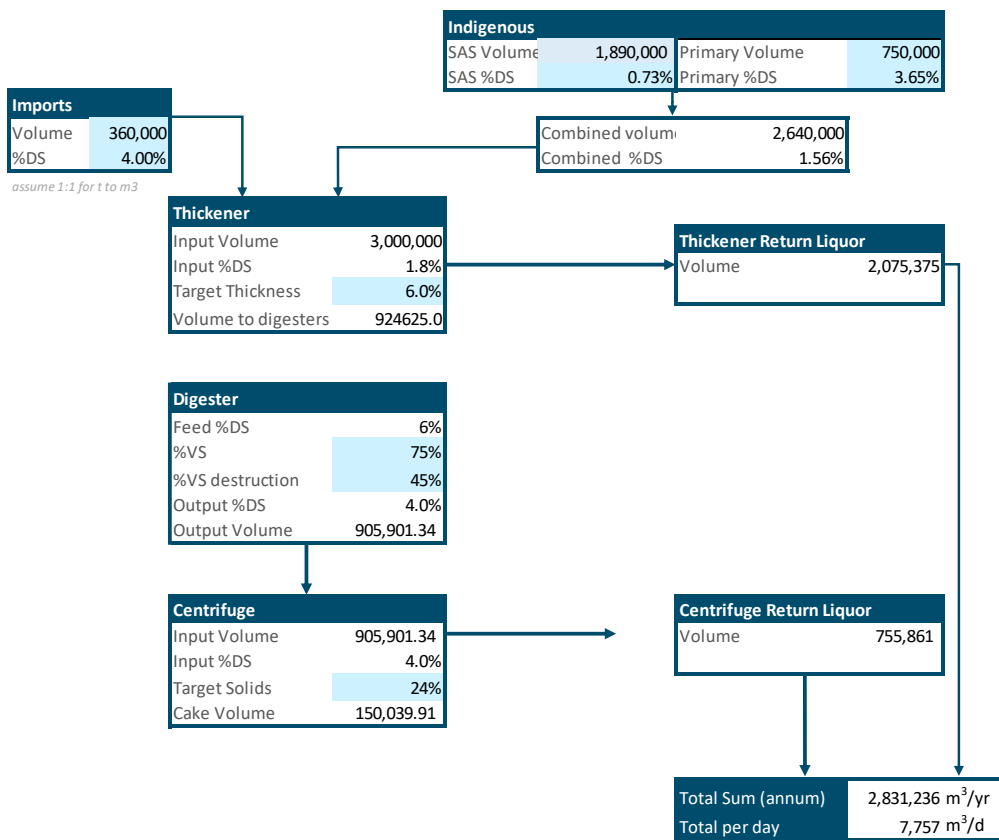 Indigenous
SAS Volume 1,890,000 Primary Volume 750,000
SAS %DS 0.73% Primary %DS 3.65%
Imports
Volume 360,000
%DS 4.00%
assume 1:1 for t to m3
Combined volum 2,640,000
Combined %DS 1.56%
Thickener
Input Volume 3,000,000
Input %DS 1.8%
Target Thickness 6.0%
Volume to digesters 924625.0
Thickener Return Liquor
Volume 2,075,375
Digester
Feed %DS 6%
%VS 75%
%VS destruction 45%
Output %DS 4.0%
Output Volume 905,901.34
Centrifuge
Input Volume 905,901.34
Input %DS 4.0%
Target Solids 24%
Cake Volume 150,039.91
Centrifuge Return Liquor
Volume 755,861
Total Sum (annum) 2,831,236 m³/yr
Total per day 7,757 m³/d